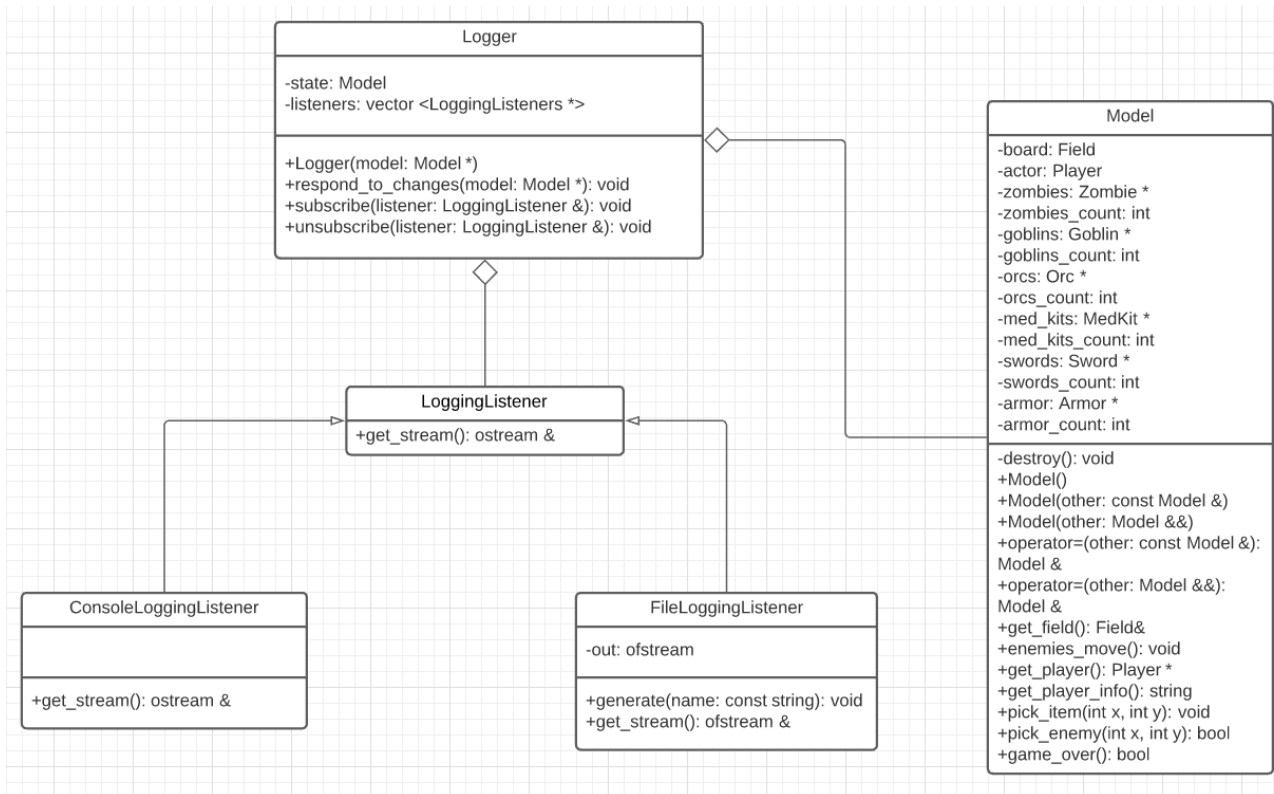 Logger
-state: Model
-listeners: vector <LoggingListeners *>
+Logger(model: Model *)
+respond_to_changes(model: Model *): void
+subscribe(listener: LoggingListener &): void
+unsubscribe(listener: LoggingListener &): void
Model
-board: Field
-actor: Player
-zombies: Zombie *
-zombies_count: int
-goblins: Goblin *
-goblins_count: int
-orcs: Orc *
-orcs_count: int
-med_kits: MedKit *
-med_kits_count: int
-swords: Sword *
-swords_count: int
-armor: Armor *
-armor_count: int
-destroy(): void
+Model()
+Model(other: const Model &)
+Model(other: Model &&)
+operator=(other: const Model &):
Model &
+operator=(other: Model &&):
Model &
+get_field(): Field&
+enemies_move(): void
+get_player(): Player *
+get_player_info(): string
+pick_item(int x, int y): void
+pick_enemy(int x, int y): bool
+game_over(): bool
LoggingListener
+get_stream(): ostream &
ConsoleLoggingListener
+get_stream(): ostream &
FileLoggingListener
-out: ofstream
+generate(name: const string): void
+get_stream(): ofstream &